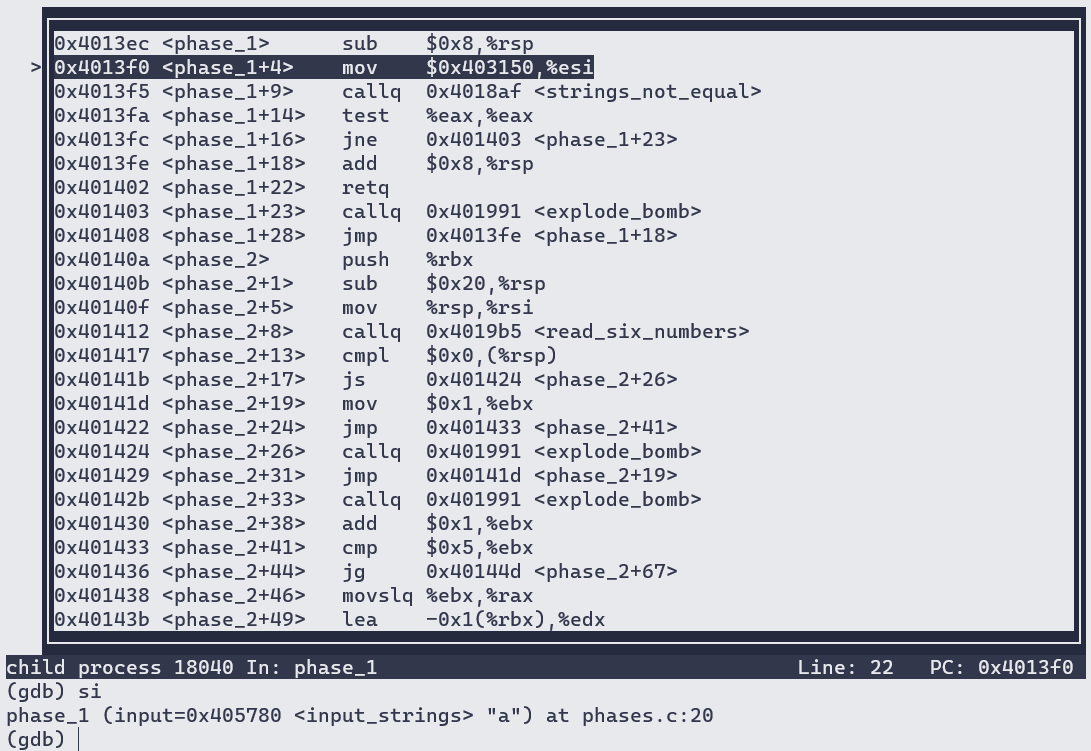 0x4013ec <phase_1>      sub    $0x8,%rsp
> 0x4013f0 <phase_1+4>    mov    $0x403150,%esi
0x4013f5 <phase_1+9>    callq  0x4018af <strings_not_equal>
0x4013fa <phase_1+14>   test   %eax,%eax
0x4013fc <phase_1+16>   jne    0x401403 <phase_1+23>
0x4013fe <phase_1+18>   add    $0x8,%rsp
0x401402 <phase_1+22>   retq
0x401403 <phase_1+23>   callq  0x401991 <explode_bomb>
0x401408 <phase_1+28>   jmp    0x4013fe <phase_1+18>
0x40140a <phase_2>      push   %rbx
0x40140b <phase_2+1>    sub    $0x20,%rsp
0x40140f <phase_2+5>    mov    %rsp,%rsi
0x401412 <phase_2+8>    callq  0x4019b5 <read_six_numbers>
0x401417 <phase_2+13>   cmpl   $0x0,(%rsp)
0x40141b <phase_2+17>   js     0x401424 <phase_2+26>
0x40141d <phase_2+19>   mov    $0x1,%ebx
0x401422 <phase_2+24>   jmp    0x401433 <phase_2+41>
0x401424 <phase_2+26>   callq  0x401991 <explode_bomb>
0x401429 <phase_2+31>   jmp    0x40141d <phase_2+19>
0x40142b <phase_2+33>   callq  0x401991 <explode_bomb>
0x401430 <phase_2+38>   add    $0x1,%ebx
0x401433 <phase_2+41>   cmp    $0x5,%ebx
0x401436 <phase_2+44>   jg     0x40144d <phase_2+67>
0x401438 <phase_2+46>   movslq %ebx,%rax
0x40143b <phase_2+49>   lea    -0x1(%rbx),%edx
child process 18040 In: phase_1                                   Line: 22   PC: 0x4013f0
(gdb) si
phase_1 (input=0x405780 <input_strings> "a") at phases.c:20
(gdb)